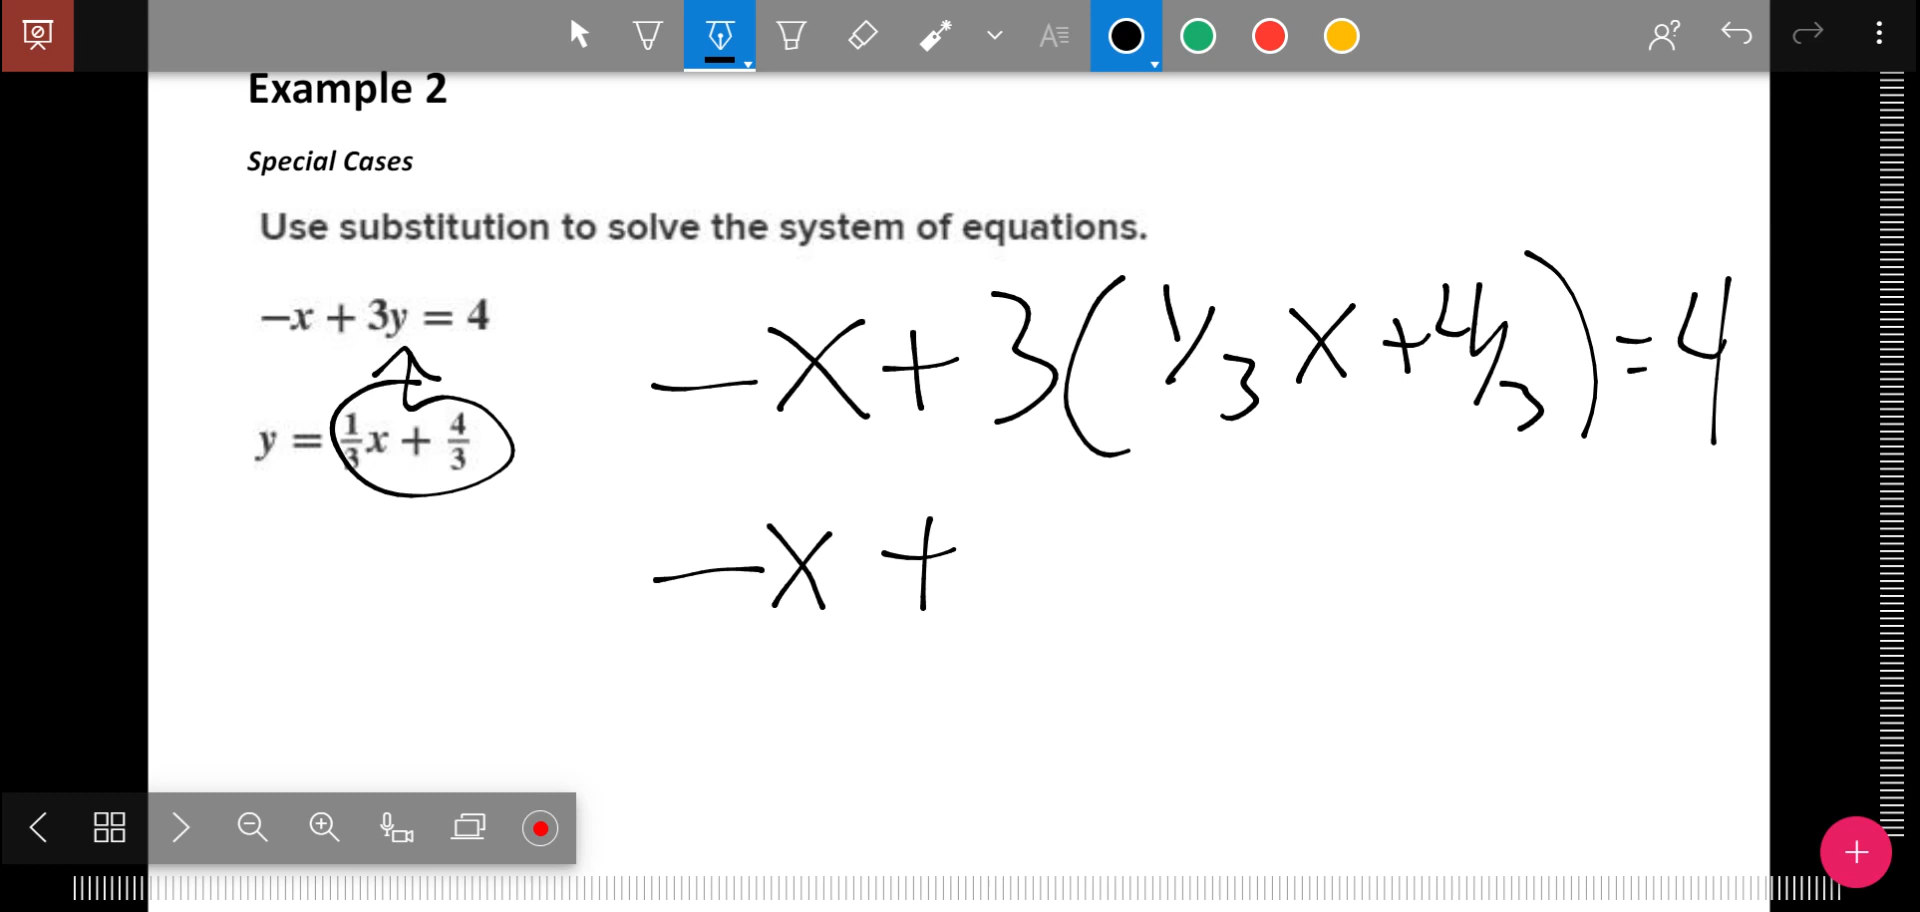 Example 2
Special Cases
Use substitution to solve the system of equations.
−x + 3y = 4
y = 1/3 x + 4/3
−x + 3(1/3 x + 4/3) = 4
−x +